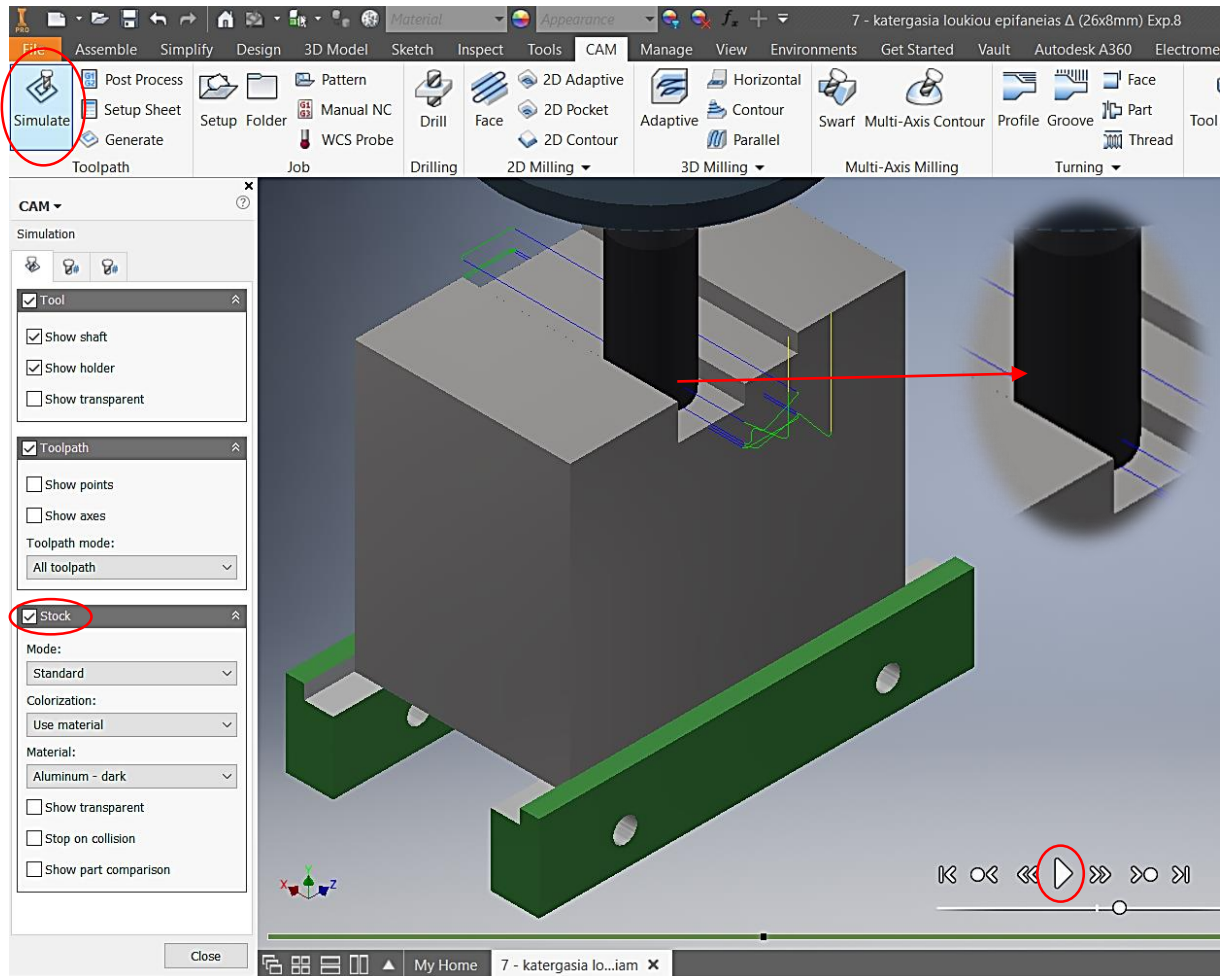 PRO
Material
Appearance
7 - katergasia loukiou epifaneias Δ (26x8mm) Exp.8
File Assemble Simplify Design 3D Model Sketch Inspect Tools CAM Manage View Environments Get Started Vault Autodesk A360 Electrome
Simulate
Post Process
Setup Sheet
Generate
Toolpath
Setup
Folder
Pattern
Manual NC
WCS Probe
Job
Drill
Drilling
Face
2D Adaptive
2D Pocket
2D Contour
2D Milling
Adaptive
Horizontal
Contour
Parallel
3D Milling
Swarf
Multi-Axis Contour
Multi-Axis Milling
Profile
Groove
Face
Part
Thread
Turning
Tool
CAM
Simulation
Tool
Show shaft
Show holder
Show transparent
Toolpath
Show points
Show axes
Toolpath mode:
All toolpath
Stock
Mode:
Standard
Colorization:
Use material
Material:
Aluminum - dark
Show transparent
Stop on collision
Show part comparison
Close
X Y Z
My Home
7 - katergasia lo...iam